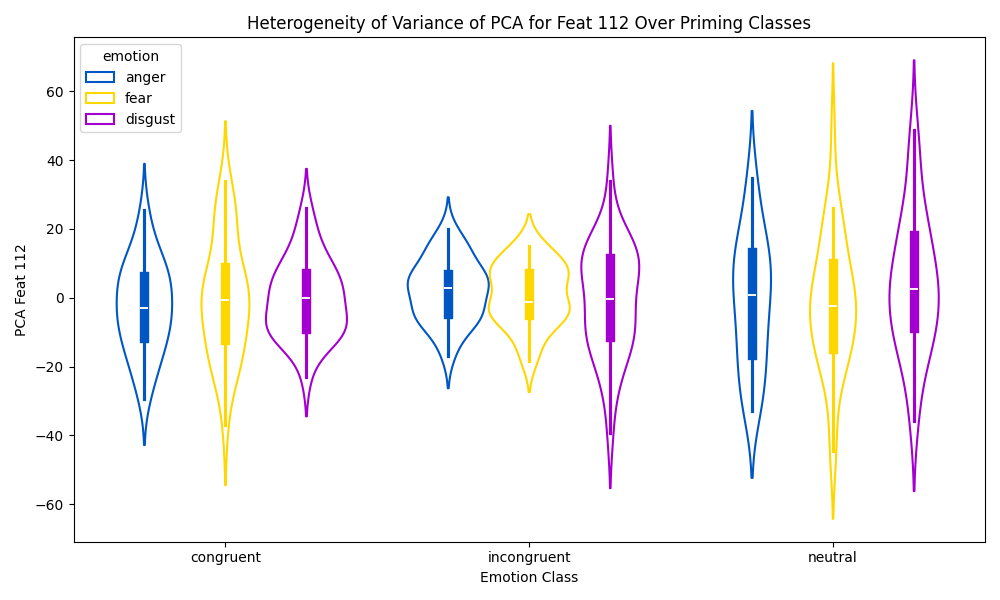 Heterogeneity of Variance of PCA for Feat 112 Over Priming Classes
emotion
anger
fear
disgust
PCA Feat 112
60
40
20
0
−20
−40
−60
congruent
incongruent
neutral
Emotion Class